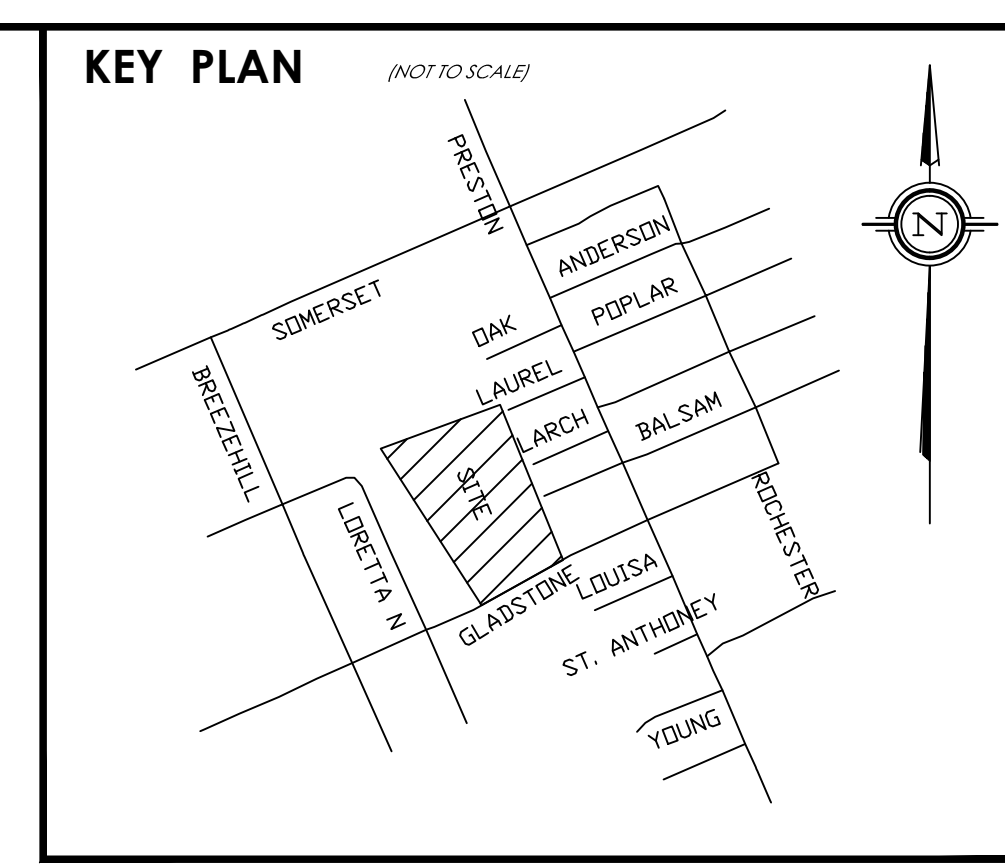 KEY PLAN
(NOT TO SCALE)
PRESTON
N
ANDERSON
SOMERSET
POPLAR
OAK
LAUREL
BREEZEHILL
LARCH
BALSAM
SITE
LORETTA N
ROCHESTER
GLADSTONE
LOUISA
ST. ANTHONEY
YOUNG